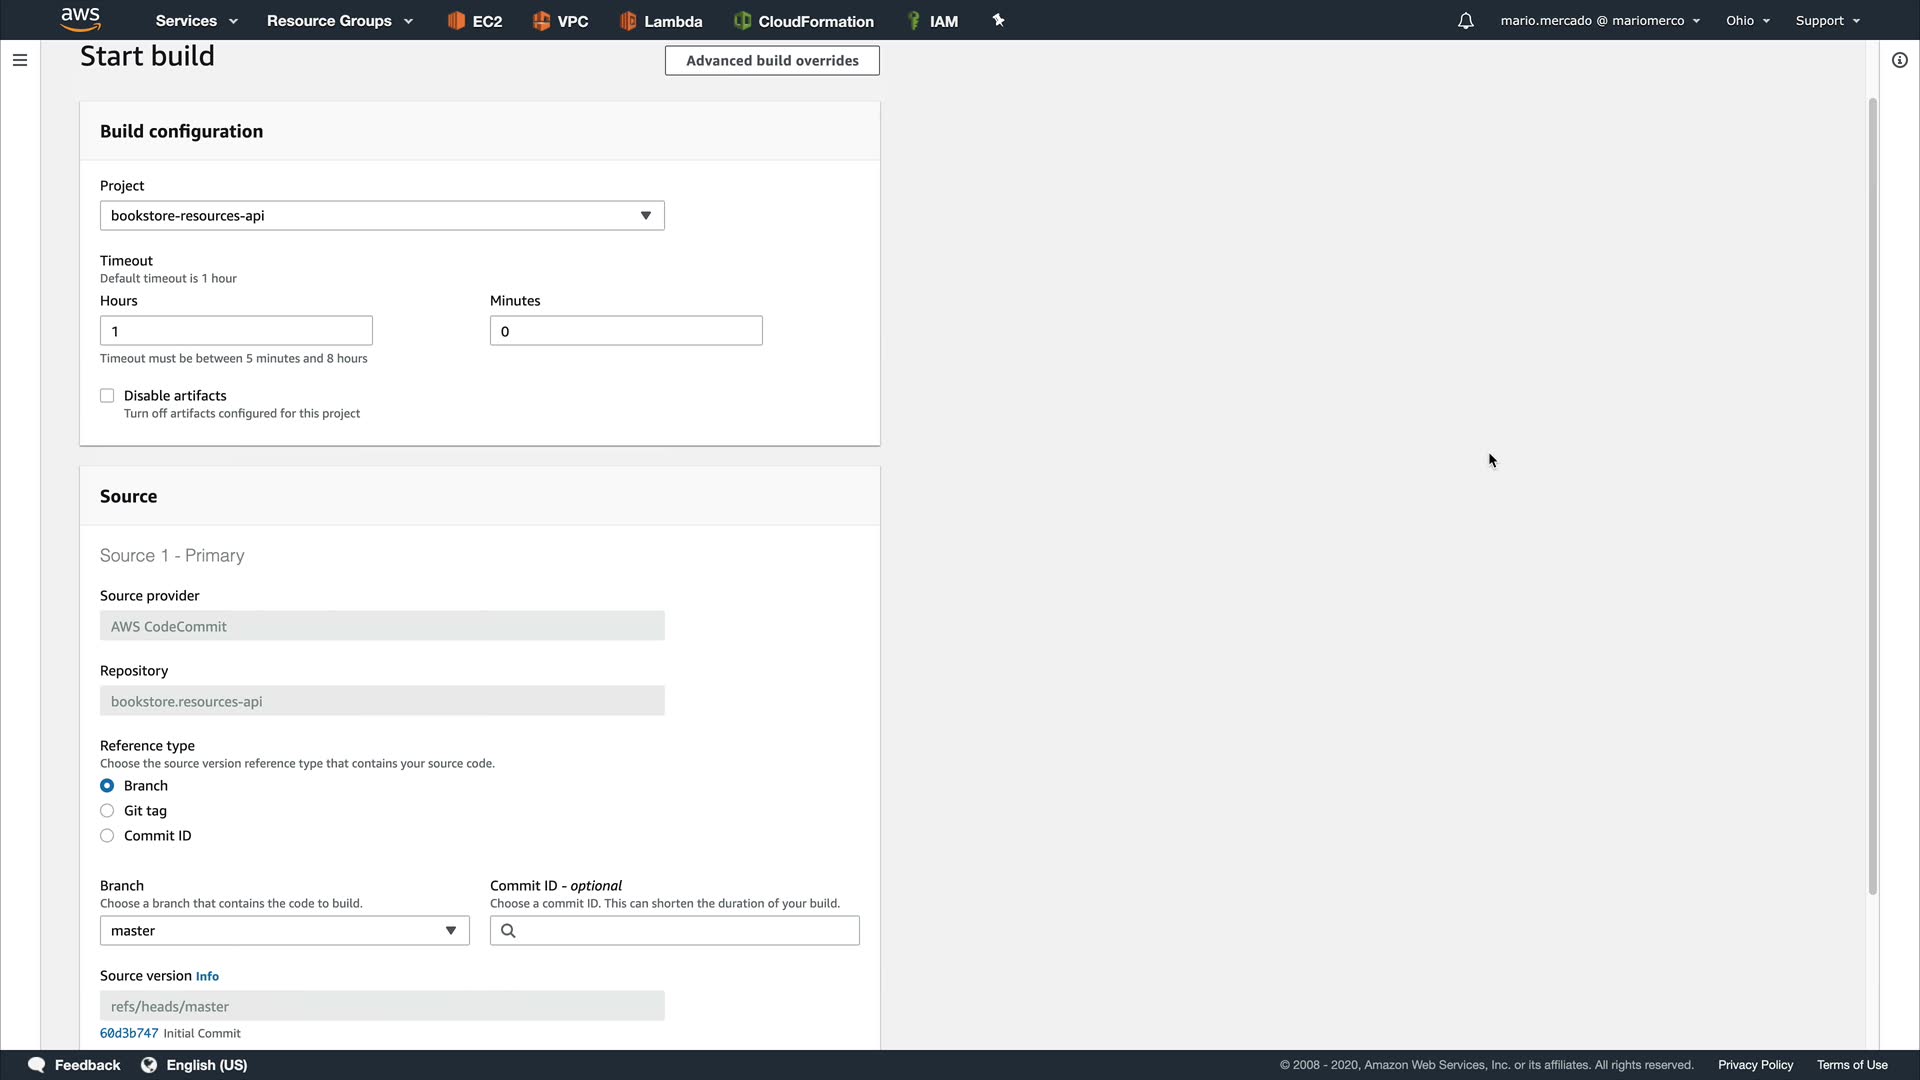 aws
Services
Resource Groups
EC2
VPC
Lambda
CloudFormation
IAM
mario.mercado @ mariomerco
Ohio
Support
Start build
Advanced build overrides
Build configuration
Project
bookstore-resources-api
Timeout
Default timeout is 1 hour
Hours
Minutes
1
0
Timeout must be between 5 minutes and 8 hours
Disable artifacts
Turn off artifacts configured for this project
Source
Source 1 - Primary
Source provider
AWS CodeCommit
Repository
bookstore.resources-api
Reference type
Choose the source version reference type that contains your source code.
Branch
Git tag
Commit ID
Branch
Commit ID - optional
Choose a branch that contains the code to build.
Choose a commit ID. This can shorten the duration of your build.
master
Source version Info
refs/heads/master
60d3b747 Initial Commit
Feedback
English (US)
© 2008 - 2020, Amazon Web Services, Inc. or its affiliates. All rights reserved.
Privacy Policy
Terms of Use